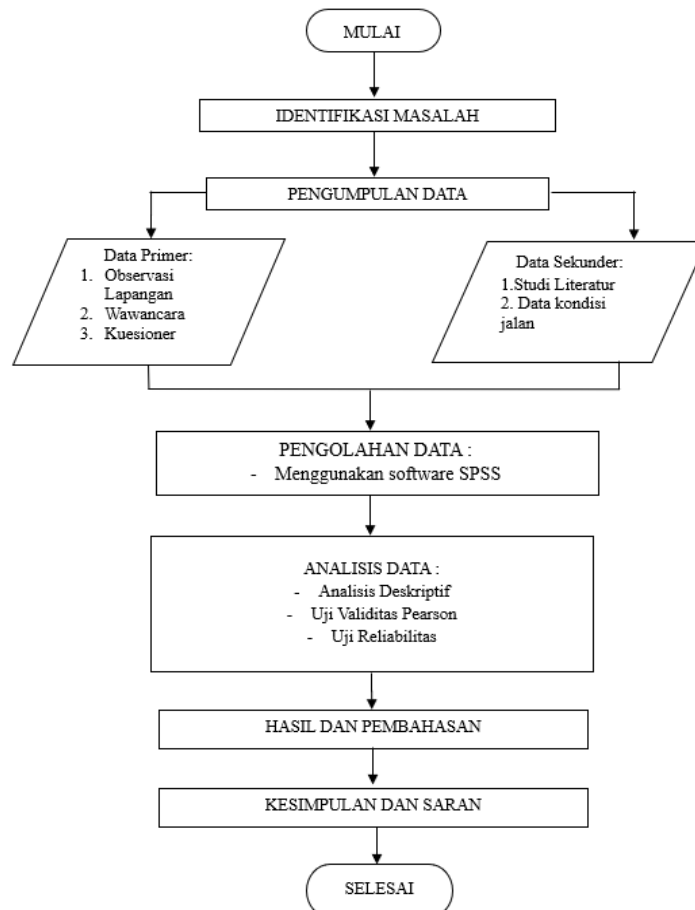 MULAI
IDENTIFIKASI MASALAH
PENGUMPULAN DATA
Data Primer:
1. Observasi
Lapangan
2. Wawancara
3. Kuesioner
Data Sekunder:
1.Studi Literatur
2. Data kondisi
jalan
PENGOLAHAN DATA :
- Menggunakan software SPSS
ANALISIS DATA :
- Analisis Deskriptif
- Uji Validitas Pearson
- Uji Reliabilitas
HASIL DAN PEMBAHASAN
KESIMPULAN DAN SARAN
SELESAI